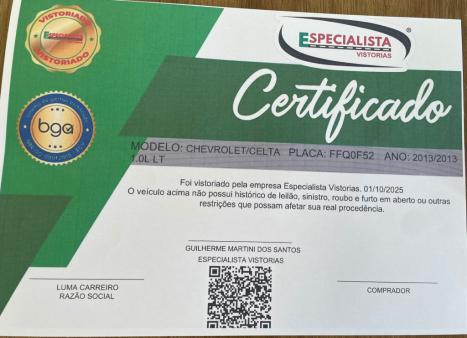 VISTORIADO
ESPECIALISTA
VISTORIADO
ESPECIALISTA
VISTORIAS
®
bga
Certificado
MODELO: CHEVROLET/CELTA PLACA: FFQ0F52 ANO: 2013/2013
1.0L LT
Foi vistoriado pela empresa Especialista Vistorias. 01/10/2025
O veículo acima não possui histórico de leilão, sinistro, roubo e furto em aberto ou outras
restrições que possam afetar sua real procedência.
GUILHERME MARTINI DOS SANTOS
ESPECIALISTA VISTORIAS
LUMA CARREIRO
RAZÃO SOCIAL
COMPRADOR